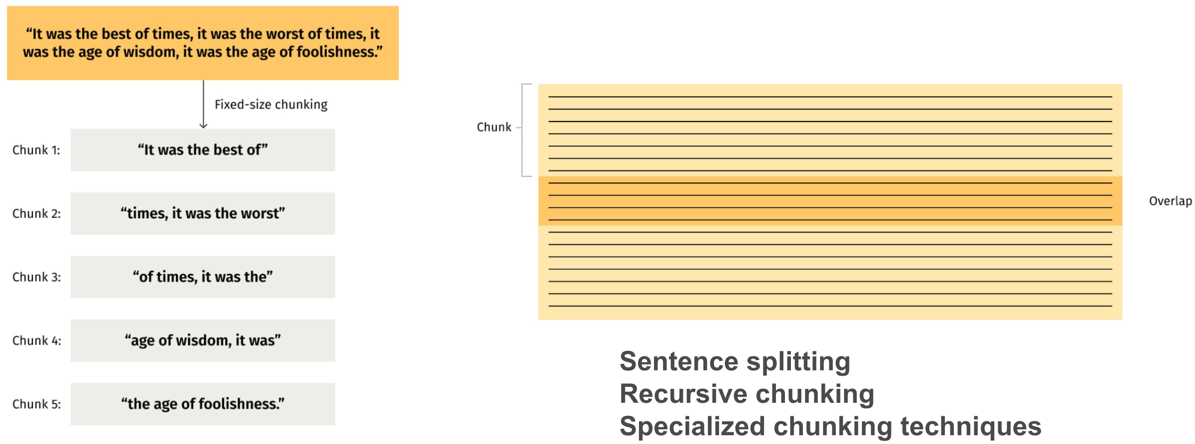 “It was the best of times, it was the worst of times, it
was the age of wisdom, it was the age of foolishness.”
Fixed-size chunking
Chunk 1:
“It was the best of”
Chunk 2:
“times, it was the worst”
Chunk 3:
“of times, it was the”
Chunk 4:
“age of wisdom, it was”
Chunk 5:
“the age of foolishness.”
Chunk
Overlap
Sentence splitting
Recursive chunking
Specialized chunking techniques